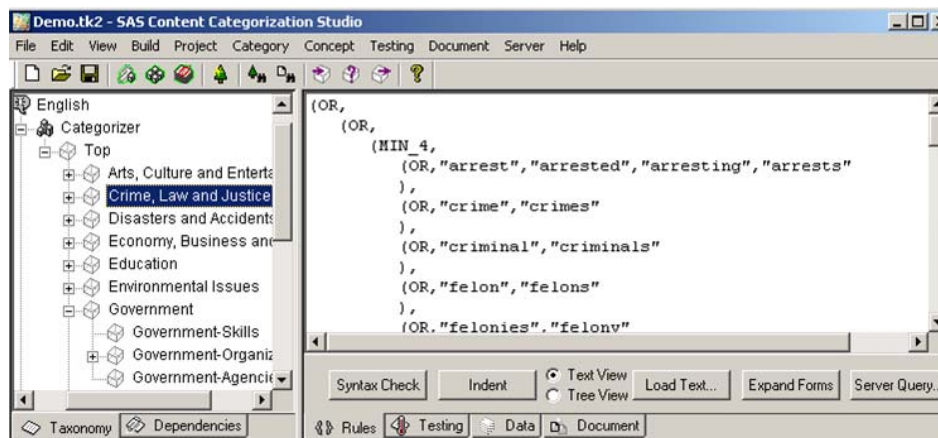 Demo.tk2 - SAS Content Categorization Studio
File Edit View Build Project Category Concept Testing Document Server Help
English
Categorizer
Top
Arts, Culture and Enterta
Crime, Law and Justice
Disasters and Accidents
Economy, Business and
Education
Environmental Issues
Government
Government-Skills
Government-Organiz
Government-Agencie
Taxonomy Dependencies
(OR,
(OR,
(MIN_4,
(OR,"arrest","arrested","arresting","arrests"
),
(OR,"crime","crimes"
),
(OR,"criminal","criminals"
),
(OR,"felon","felons"
),
(OR,"felonies","felony"
Syntax Check Indent Text View Tree View Load Text... Expand Forms Server Query..
Rules Testing Data Document